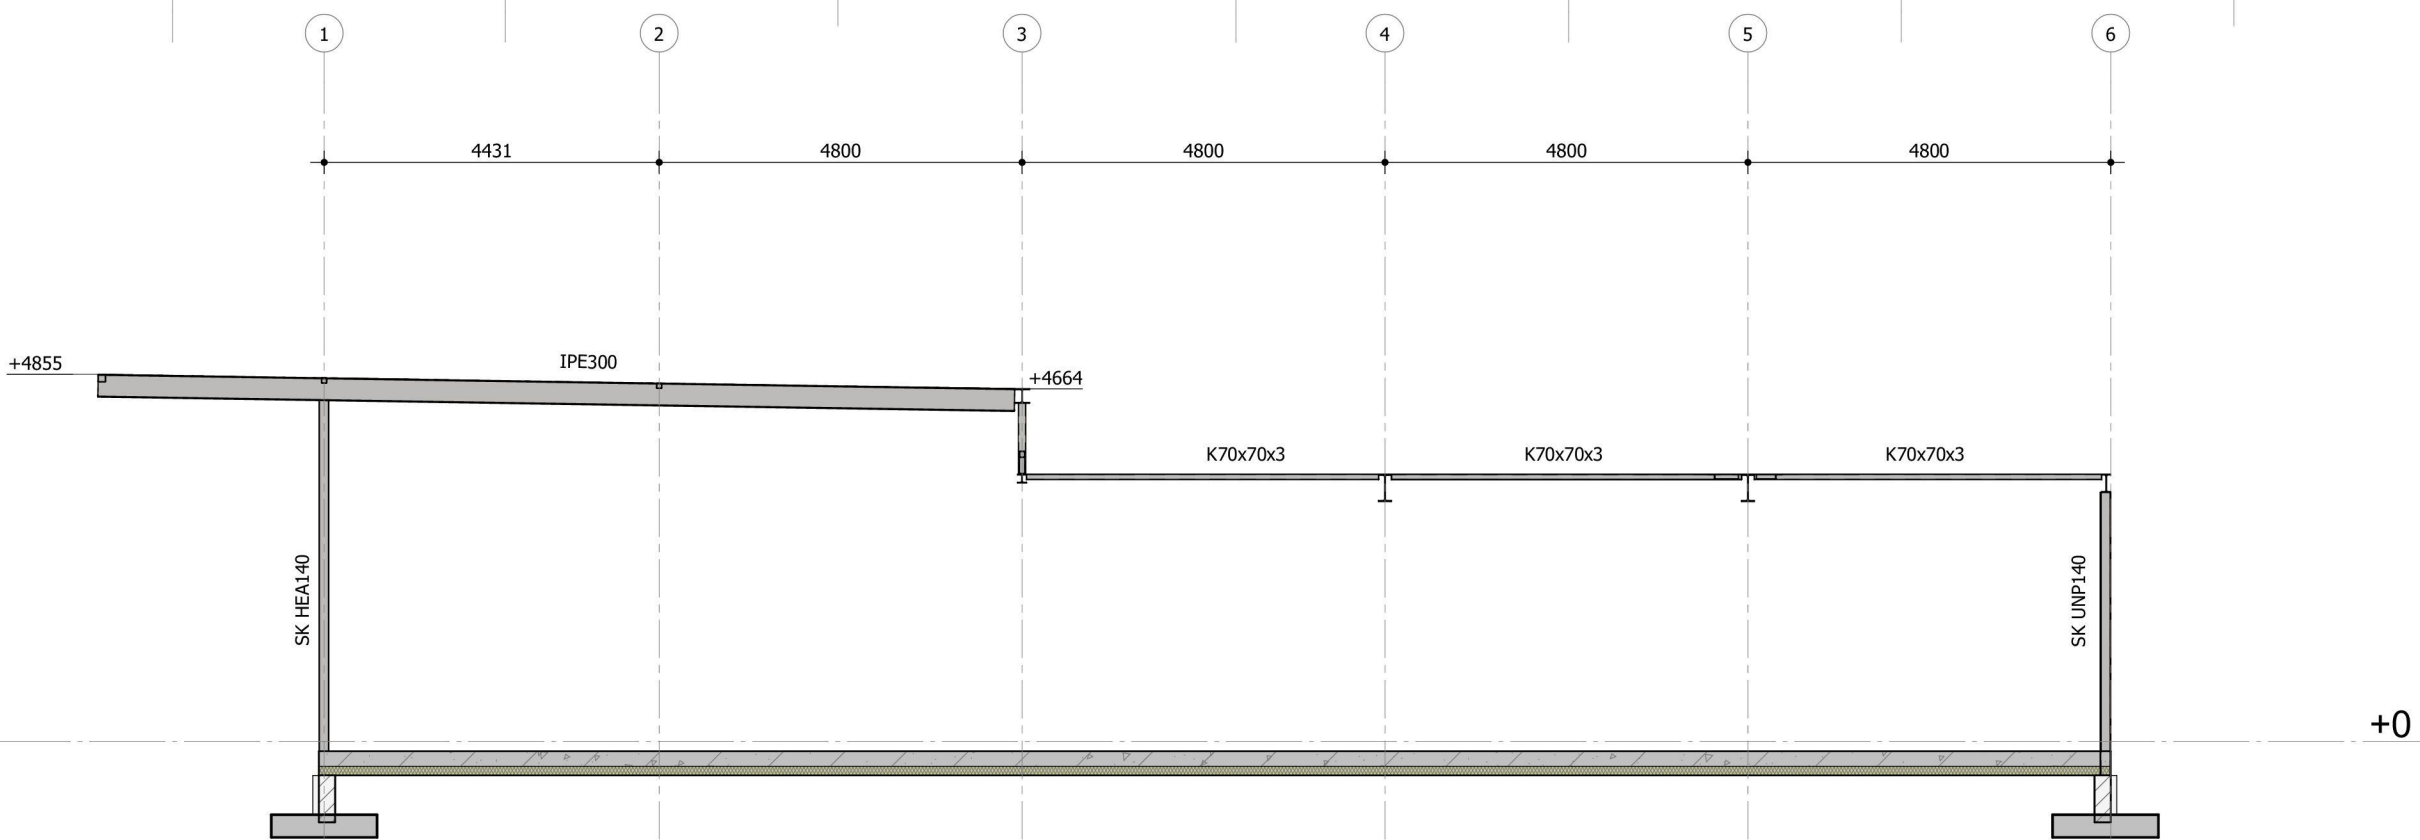 1 2 3 4 5 6
4431 4800 4800 4800 4800
+4855 IPE300 +4664
K70x70x3 K70x70x3 K70x70x3
SK HEA140
SK UNP140
+0